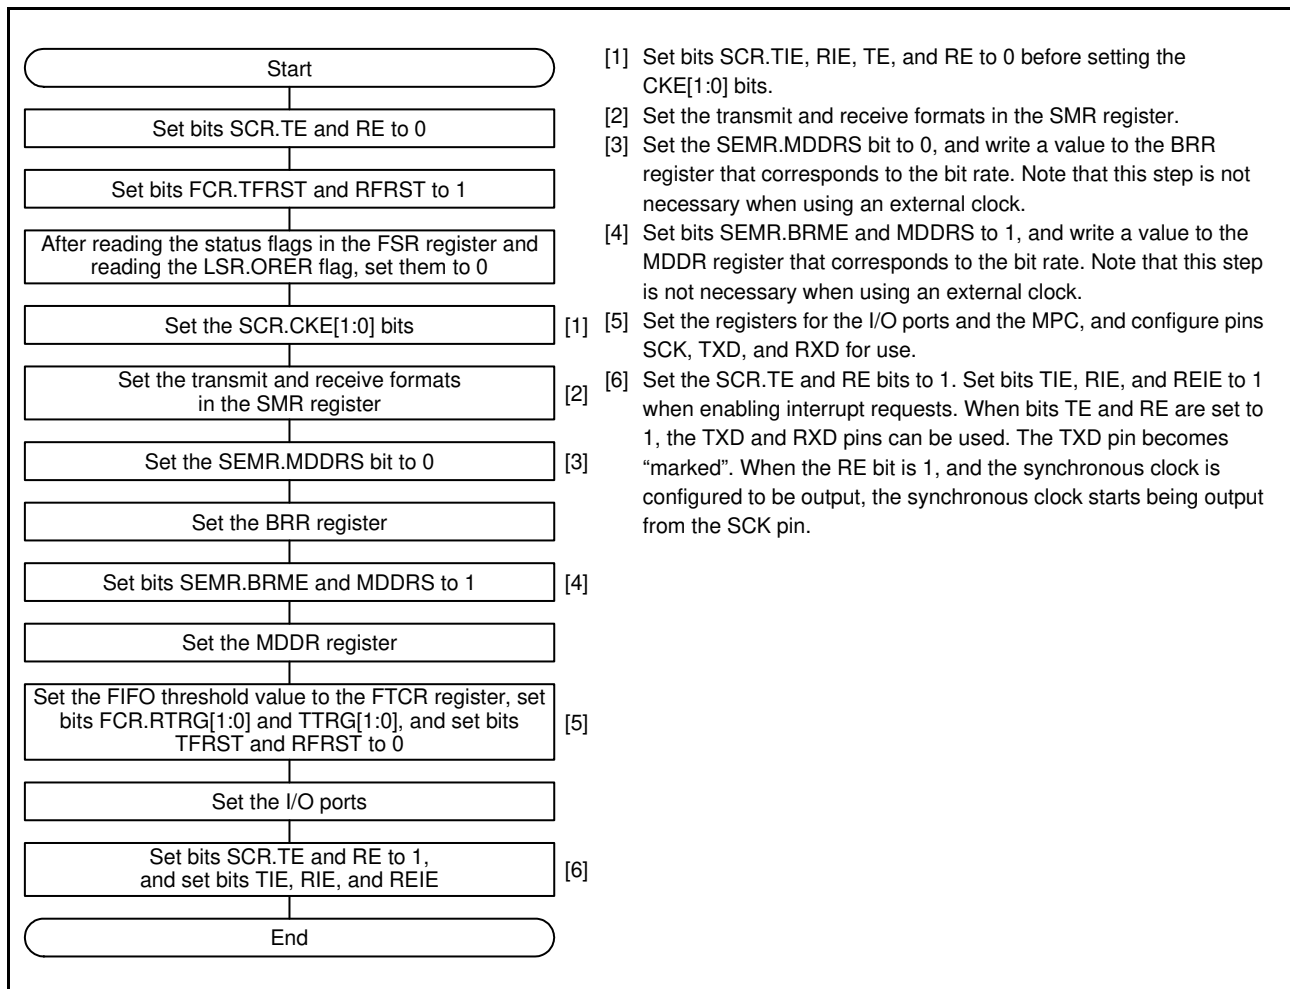 Start
Set bits SCR.TE and RE to 0
Set bits FCR.TFRST and RFRST to 1
After reading the status flags in the FSR register and
reading the LSR.ORER flag, set them to 0
Set the SCR.CKE[1:0] bits
[1]
Set the transmit and receive formats
in the SMR register
[2]
Set the SEMR.MDDRS bit to 0
[3]
Set the BRR register
Set bits SEMR.BRME and MDDRS to 1
[4]
Set the MDDR register
Set the FIFO threshold value to the FTCR register, set
bits FCR.RTRG[1:0] and TTRG[1:0], and set bits
TFRST and RFRST to 0
[5]
Set the I/O ports
Set bits SCR.TE and RE to 1,
and set bits TIE, RIE, and REIE
[6]
End
[1] Set bits SCR.TIE, RIE, TE, and RE to 0 before setting the
CKE[1:0] bits.
[2] Set the transmit and receive formats in the SMR register.
[3] Set the SEMR.MDDRS bit to 0, and write a value to the BRR
register that corresponds to the bit rate. Note that this step is not
necessary when using an external clock.
[4] Set bits SEMR.BRME and MDDRS to 1, and write a value to the
MDDR register that corresponds to the bit rate. Note that this step
is not necessary when using an external clock.
[5] Set the registers for the I/O ports and the MPC, and configure pins
SCK, TXD, and RXD for use.
[6] Set the SCR.TE and RE bits to 1. Set bits TIE, RIE, and REIE to 1
when enabling interrupt requests. When bits TE and RE are set to
1, the TXD and RXD pins can be used. The TXD pin becomes
“marked”. When the RE bit is 1, and the synchronous clock is
configured to be output, the synchronous clock starts being output
from the SCK pin.